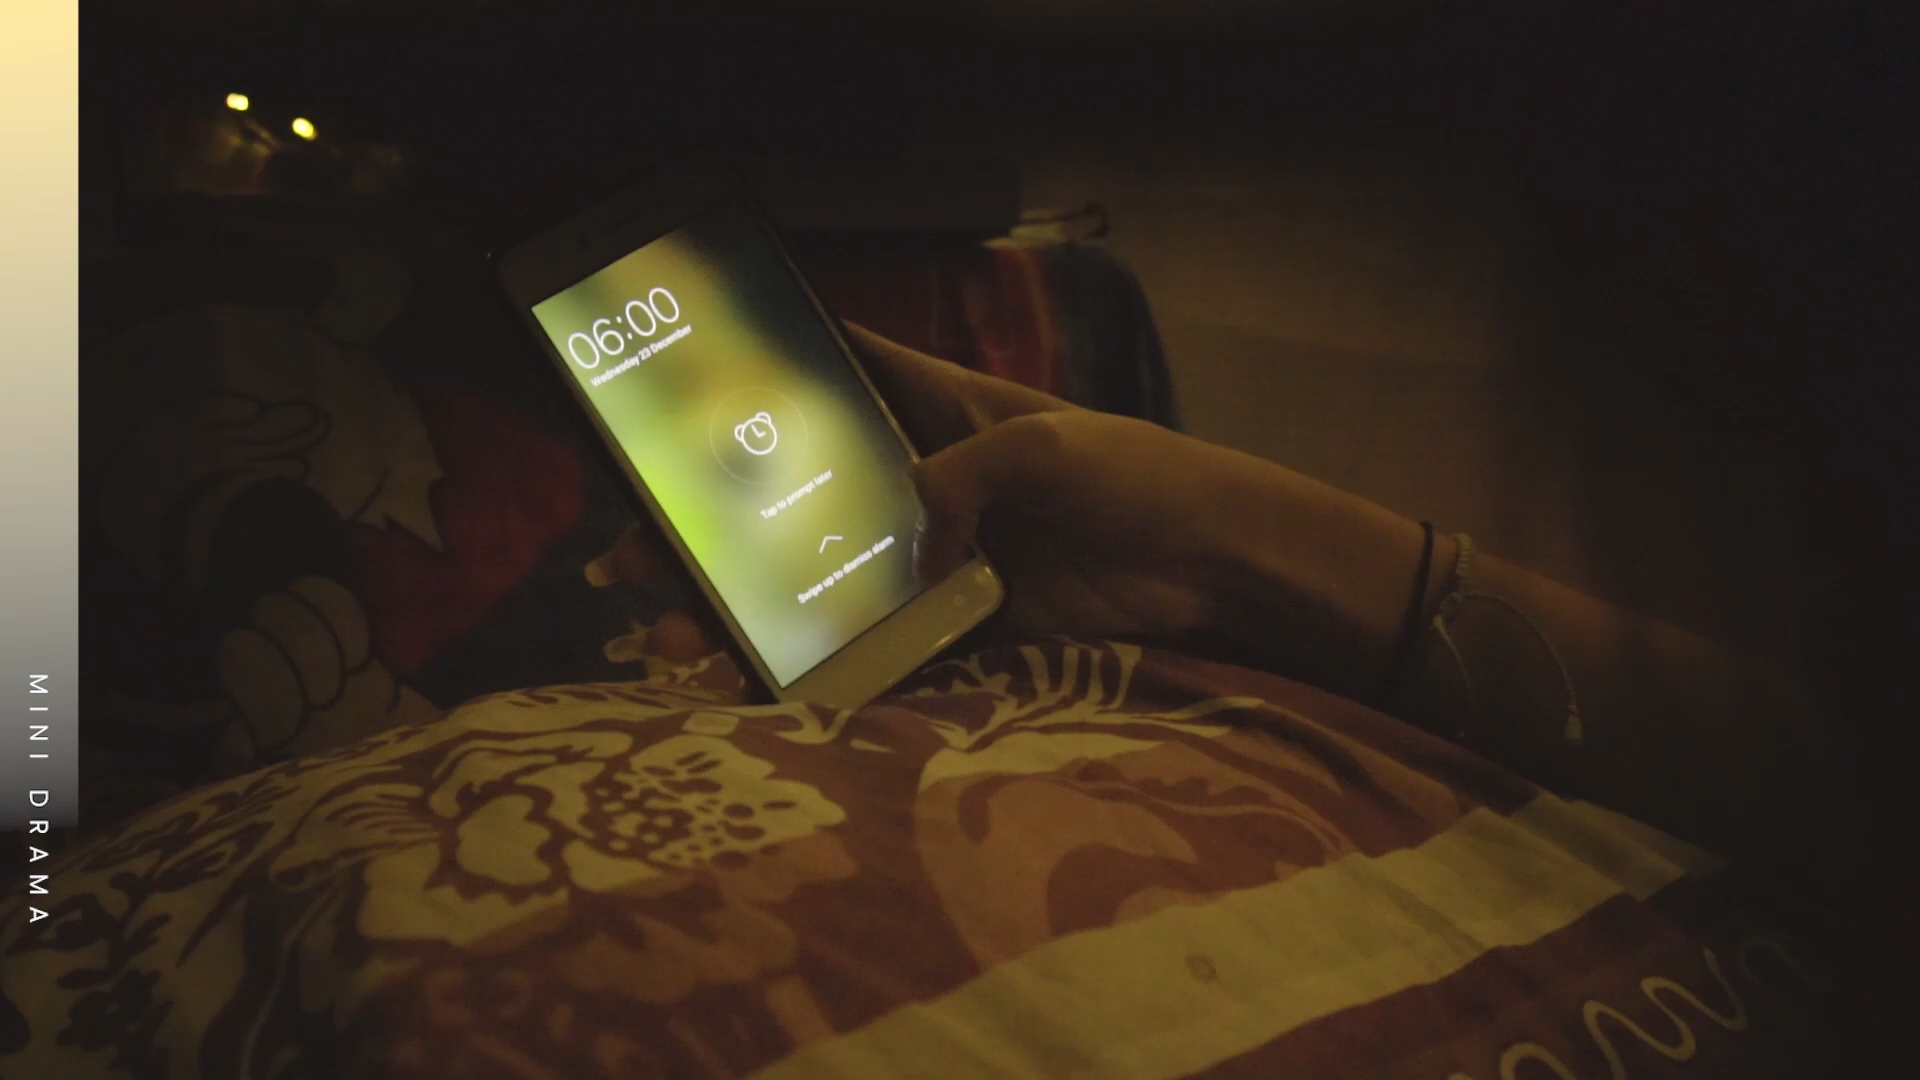 06:00
Wednesday 23 December
Tap to prompt later
Swipe up to dismiss alarm
MINI DRAMA